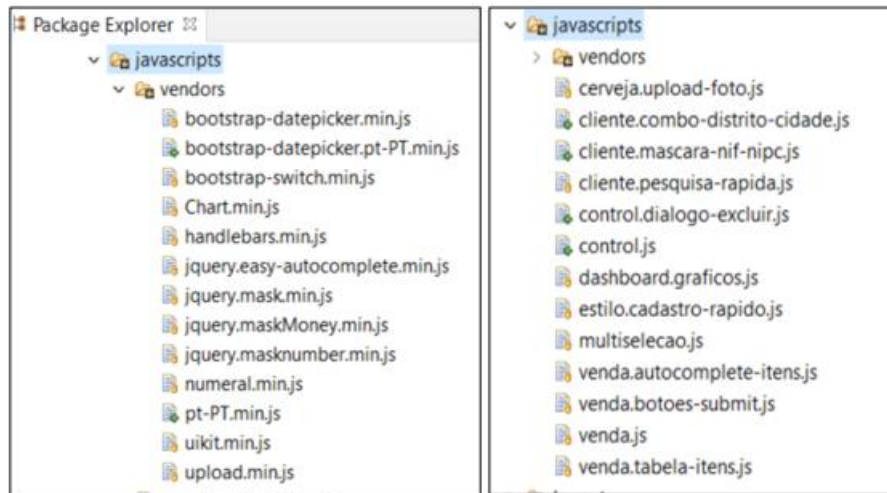 Package Explorer
javascripts
vendors
bootstrap-datepicker.min.js
bootstrap-datepicker.pt-PT.min.js
bootstrap-switch.min.js
Chart.min.js
handlebars.min.js
jquery.easy-autocomplete.min.js
jquery.mask.min.js
jquery.maskMoney.min.js
jquery.masknumber.min.js
numeral.min.js
pt-PT.min.js
uikit.min.js
upload.min.js
javascripts
vendors
cerveja.upload-foto.js
cliente.combo-distrito-cidade.js
cliente.mascara-nif-nipc.js
cliente.pesquisa-rapida.js
control.dialogo-excluir.js
control.js
dashboard.graficos.js
estilo.cadastro-rapido.js
multiselecao.js
venda.autocomplete-itens.js
venda.botoes-submit.js
venda.js
venda.tabela-itens.js